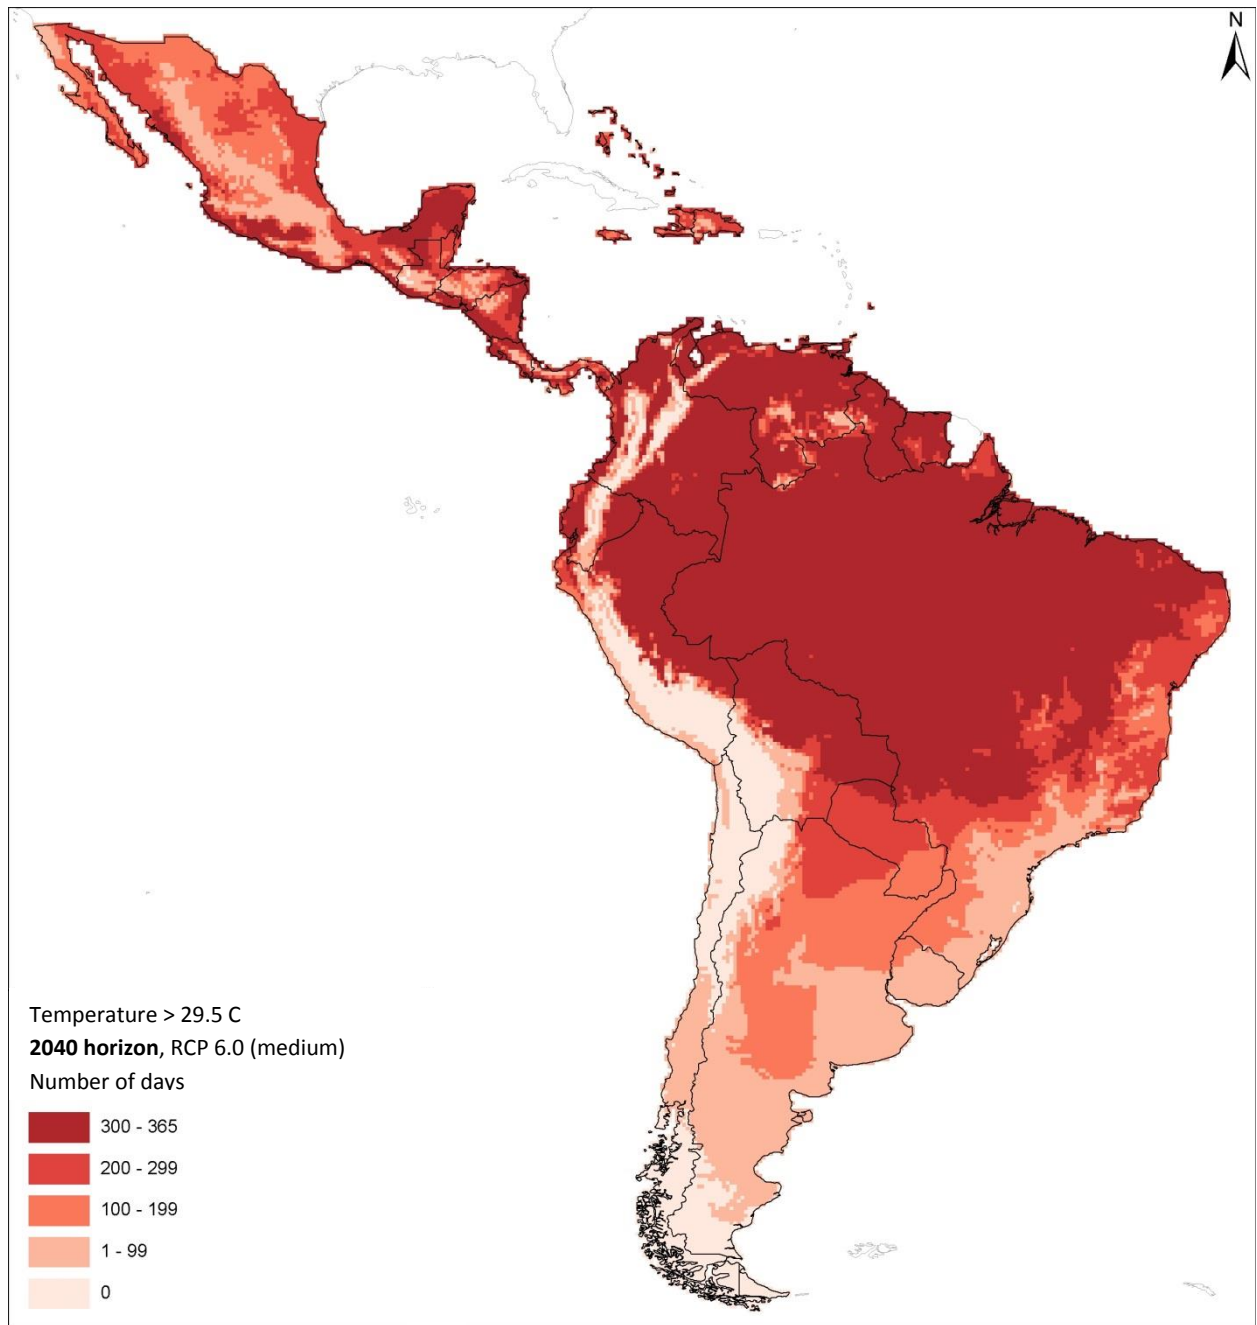 N
Temperature > 29.5 C
2040 horizon, RCP 6.0 (medium)
Number of days
300 - 365
200 - 299
100 - 199
1 - 99
0